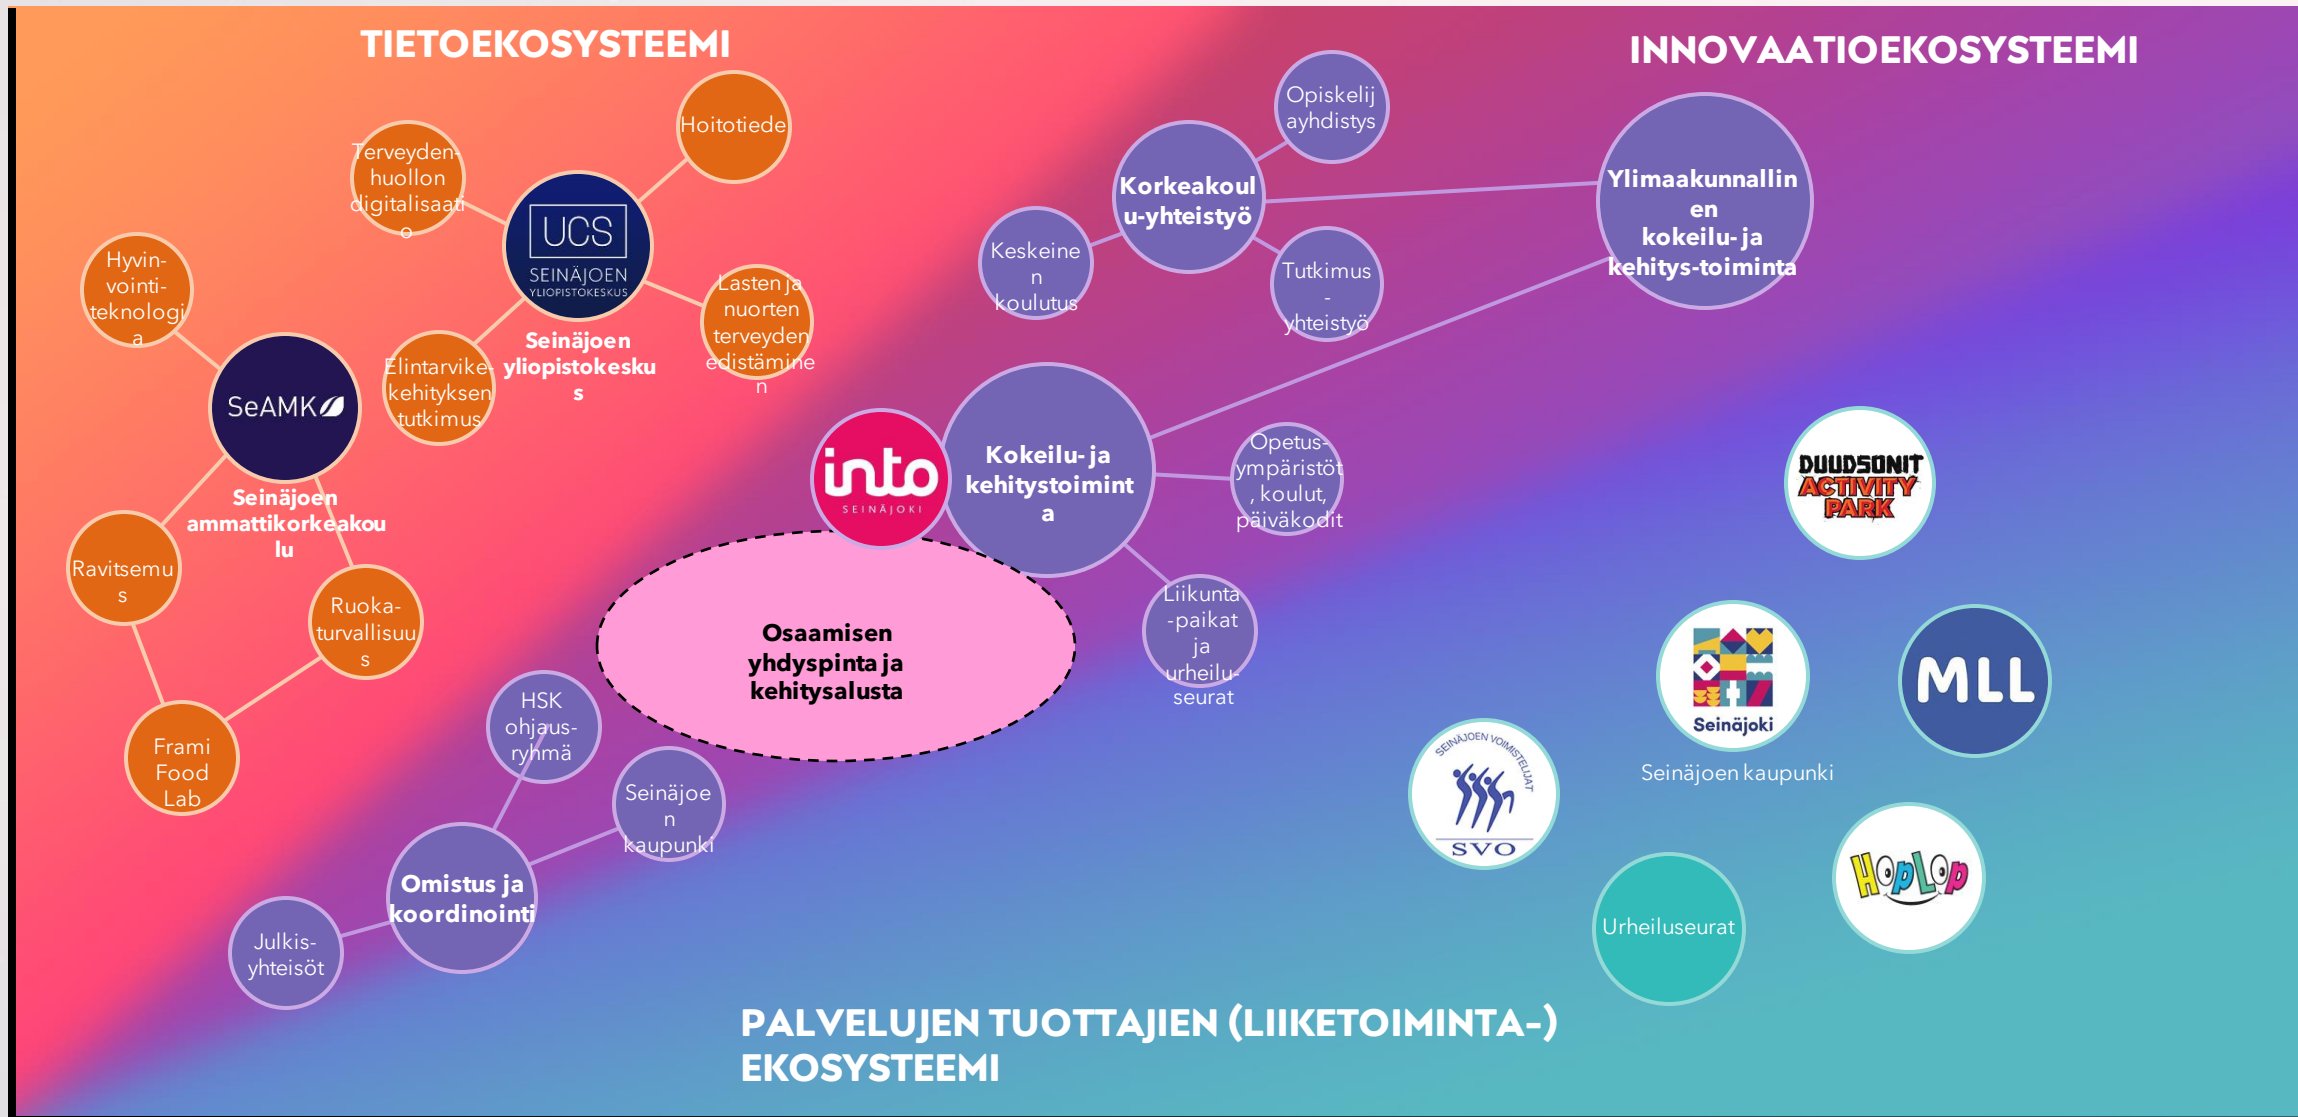 TIETOEKOSYSTEEMI
INNOVAATIOEKOSYSTEEMI
Hoitotiede
Terveyden-
huollon
digitalisaati
o
UCS
SEINÄJOEN
YLIOPISTOKESKUS
Seinäjoen
yliopistokesku
s
Lasten ja
nuorten
terveyden
edistämine
n
Elintarvike-
kehityksen
tutkimus
Hyvin-
vointi-
teknologi
a
SeAMK
Seinäjoen
ammattikorkeakou
lu
Ravitsemu
s
Ruoka-
turvallisuu
s
Frami
Food
Lab
Opiskelij
ayhdistys
Korkeakoul
u-yhteistyö
Keskeine
n
koulutus
Tutkimus
-
yhteistyö
Ylimaakunnallin
en
kokeilu- ja
kehitys-toiminta
into
SEINÄJOKI
Kokeilu- ja
kehitystoimint
a
Opetus-
ympäristöt
, koulut,
päiväkodit
Liikunta
-paikat
ja
urheilu-
seurat
Osaamisen
yhdyspinta ja
kehitysalusta
HSK
ohjaus-
ryhmä
Seinäjoe
n
kaupunki
Omistus ja
koordinointi
Julkis-
yhteisöt
DUUDSONIT
ACTIVITY
PARK
Seinäjoki
Seinäjoen kaupunki
MLL
SEINÄJOEN VOIMISTELIJAT
SVO
HopLop
Urheiluseurat
PALVELUJEN TUOTTAJIEN (LIIKETOIMINTA-)
EKOSYSTEEMI